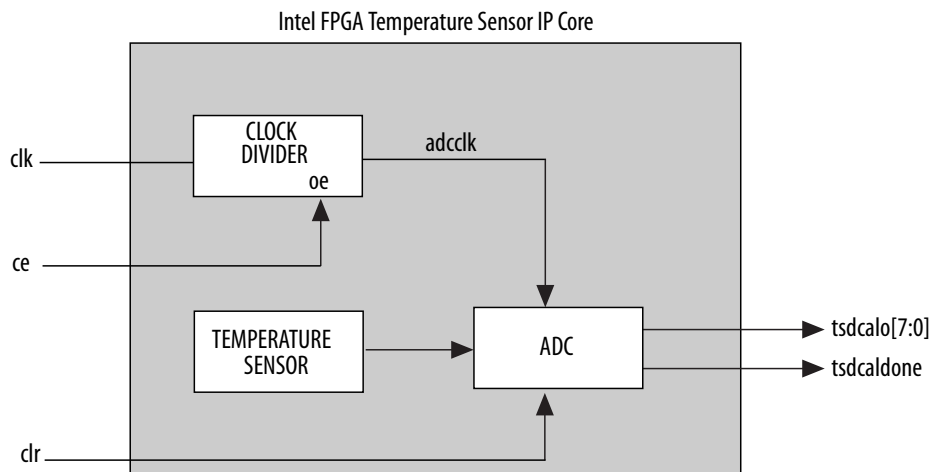 Intel FPGA Temperature Sensor IP Core
CLOCK
DIVIDER
oe
adcclk
clk
ce
TEMPERATURE
SENSOR
ADC
tsdcalo[7:0]
tsdcaldone
clr